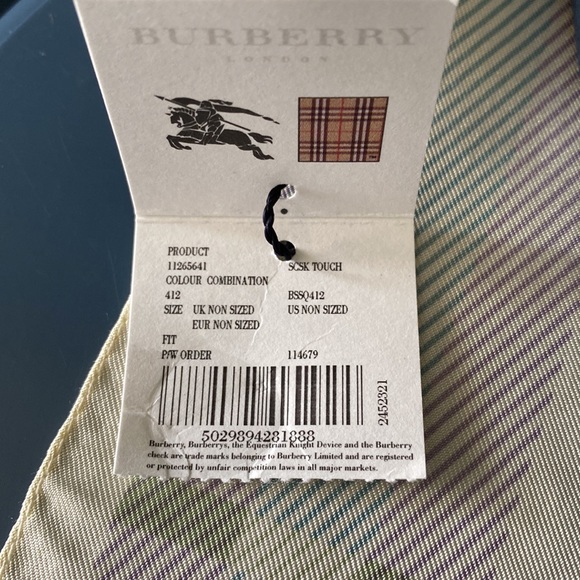 BURBERRY
LONDON
PRODUCT
11265641 SCSK TOUCH
COLOUR COMBINATION
412 BSSQ412
SIZE UK NON SIZED US NON SIZED
EUR NON SIZED
FIT
P/W ORDER 114679
2452321
5029894281888
Burberry, Burberrys, the Equestrian Knight Device and the Burberry
check are trade marks belonging to Burberry Limited and are registered
or protected by unfair competition laws in all major markets.